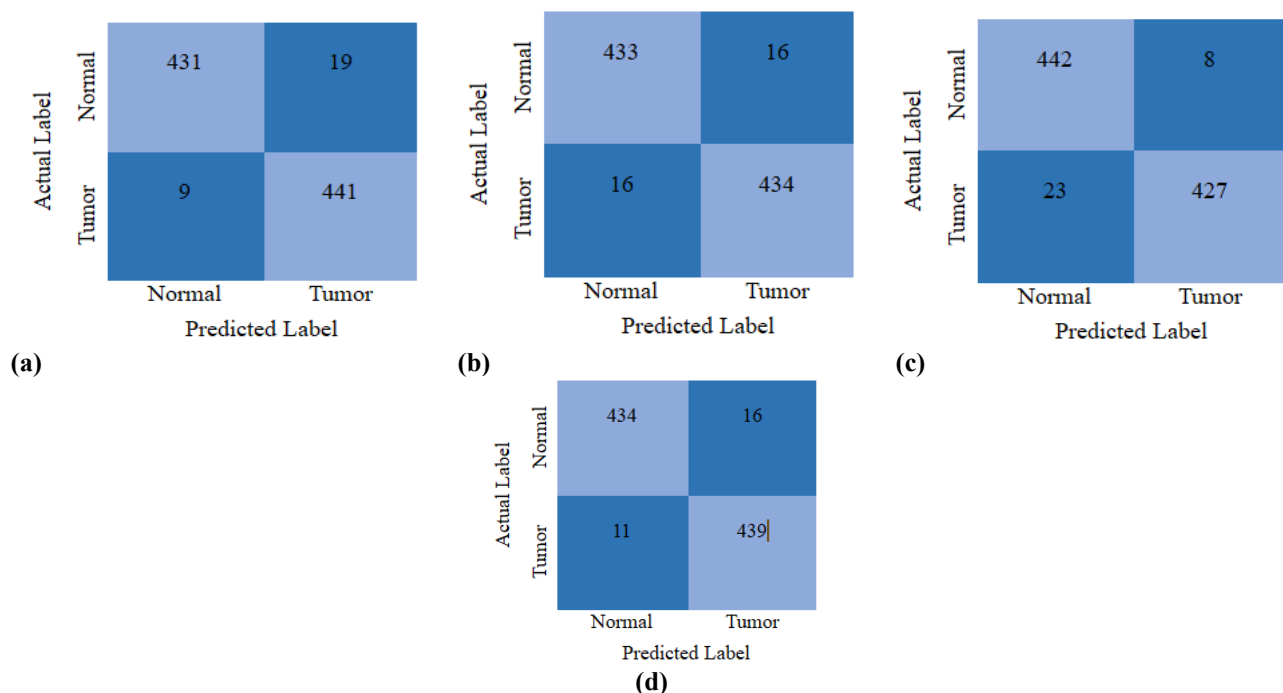 Actual Label
Normal
Tumor
431 19
9 441
Normal Tumor
Predicted Label
(a)
Actual Label
Normal
Tumor
433 16
16 434
Normal Tumor
Predicted Label
(b)
Actual Label
Normal
Tumor
442 8
23 427
Normal Tumor
Predicted Label
(c)
Actual Label
Normal
Tumor
434 16
11 439
Normal Tumor
Predicted Label
(d)